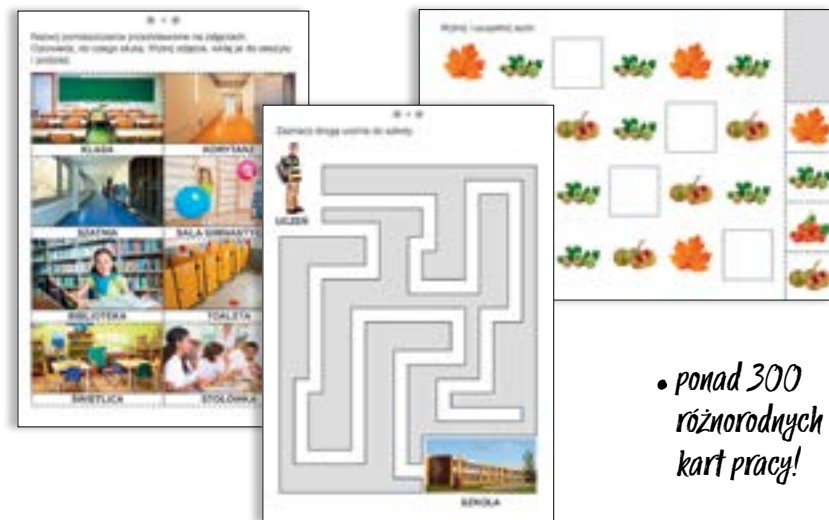 Nazwij pomieszczenia przedstawione na zdjęciach.
Opowiedz, do czego służą. Wytnij zdjęcia, wklej je do zeszytu
i podpisz.
KLASA
KORYTARZ
SZATNIA
SALA GIMNASTYC
BIBLIOTEKA
TOALETA
ŚWIETLICA
STOŁÓWKA
Zaznacz drogę ucznia do szkoły.
UCZEŃ
SZKOŁA
Wytnij i uzupełnij
• ponad 300
różnorodnych
kart pracy!